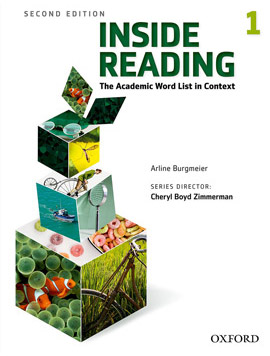 SECOND EDITION
INSIDE
READING
1
The Academic Word List in Context
Arline Burgmeier
SERIES DIRECTOR:
Cheryl Boyd Zimmerman
OXFORD